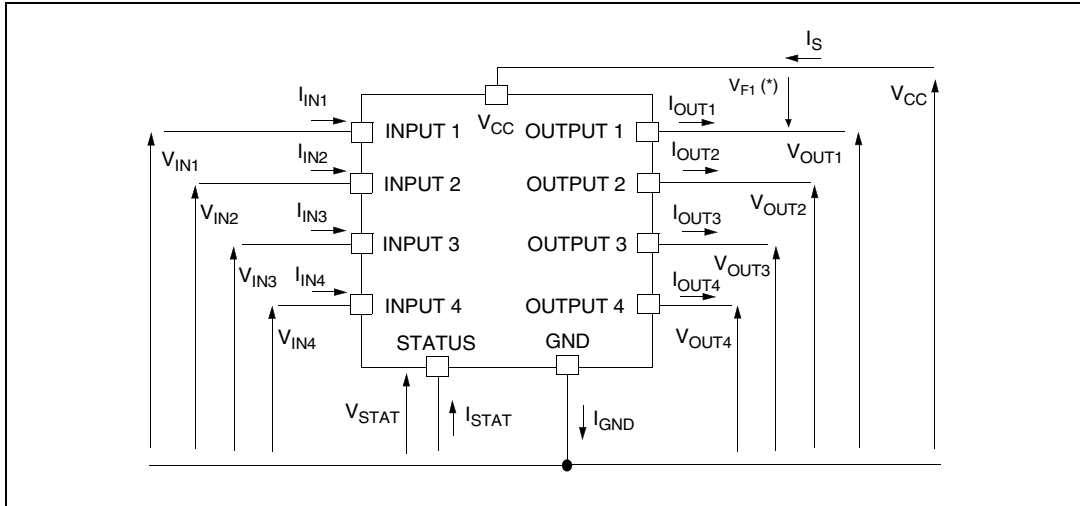 I_S
V_F1 (*)
V_CC
I_IN1
V_CC
I_OUT1
INPUT 1
OUTPUT 1
V_IN1
V_OUT1
I_IN2
I_OUT2
INPUT 2
OUTPUT 2
V_IN2
V_OUT2
I_IN3
I_OUT3
INPUT 3
OUTPUT 3
V_IN3
V_OUT3
I_IN4
I_OUT4
INPUT 4
OUTPUT 4
V_IN4
V_OUT4
STATUS
GND
V_STAT
I_STAT
I_GND